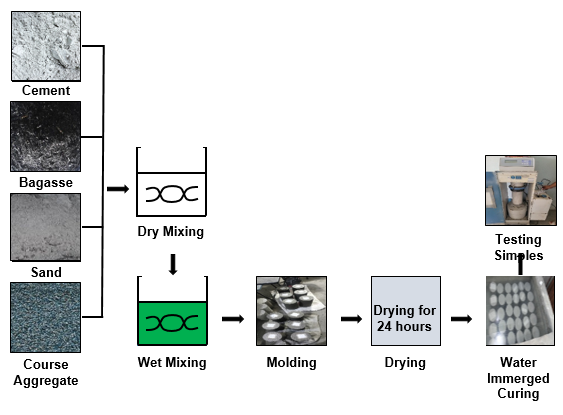 Cement
Bagasse
Sand
Course
Aggregate
Dry Mixing
Wet Mixing
Molding
Drying for
24 hours
Drying
Water
Immerged
Curing
Testing
Simples